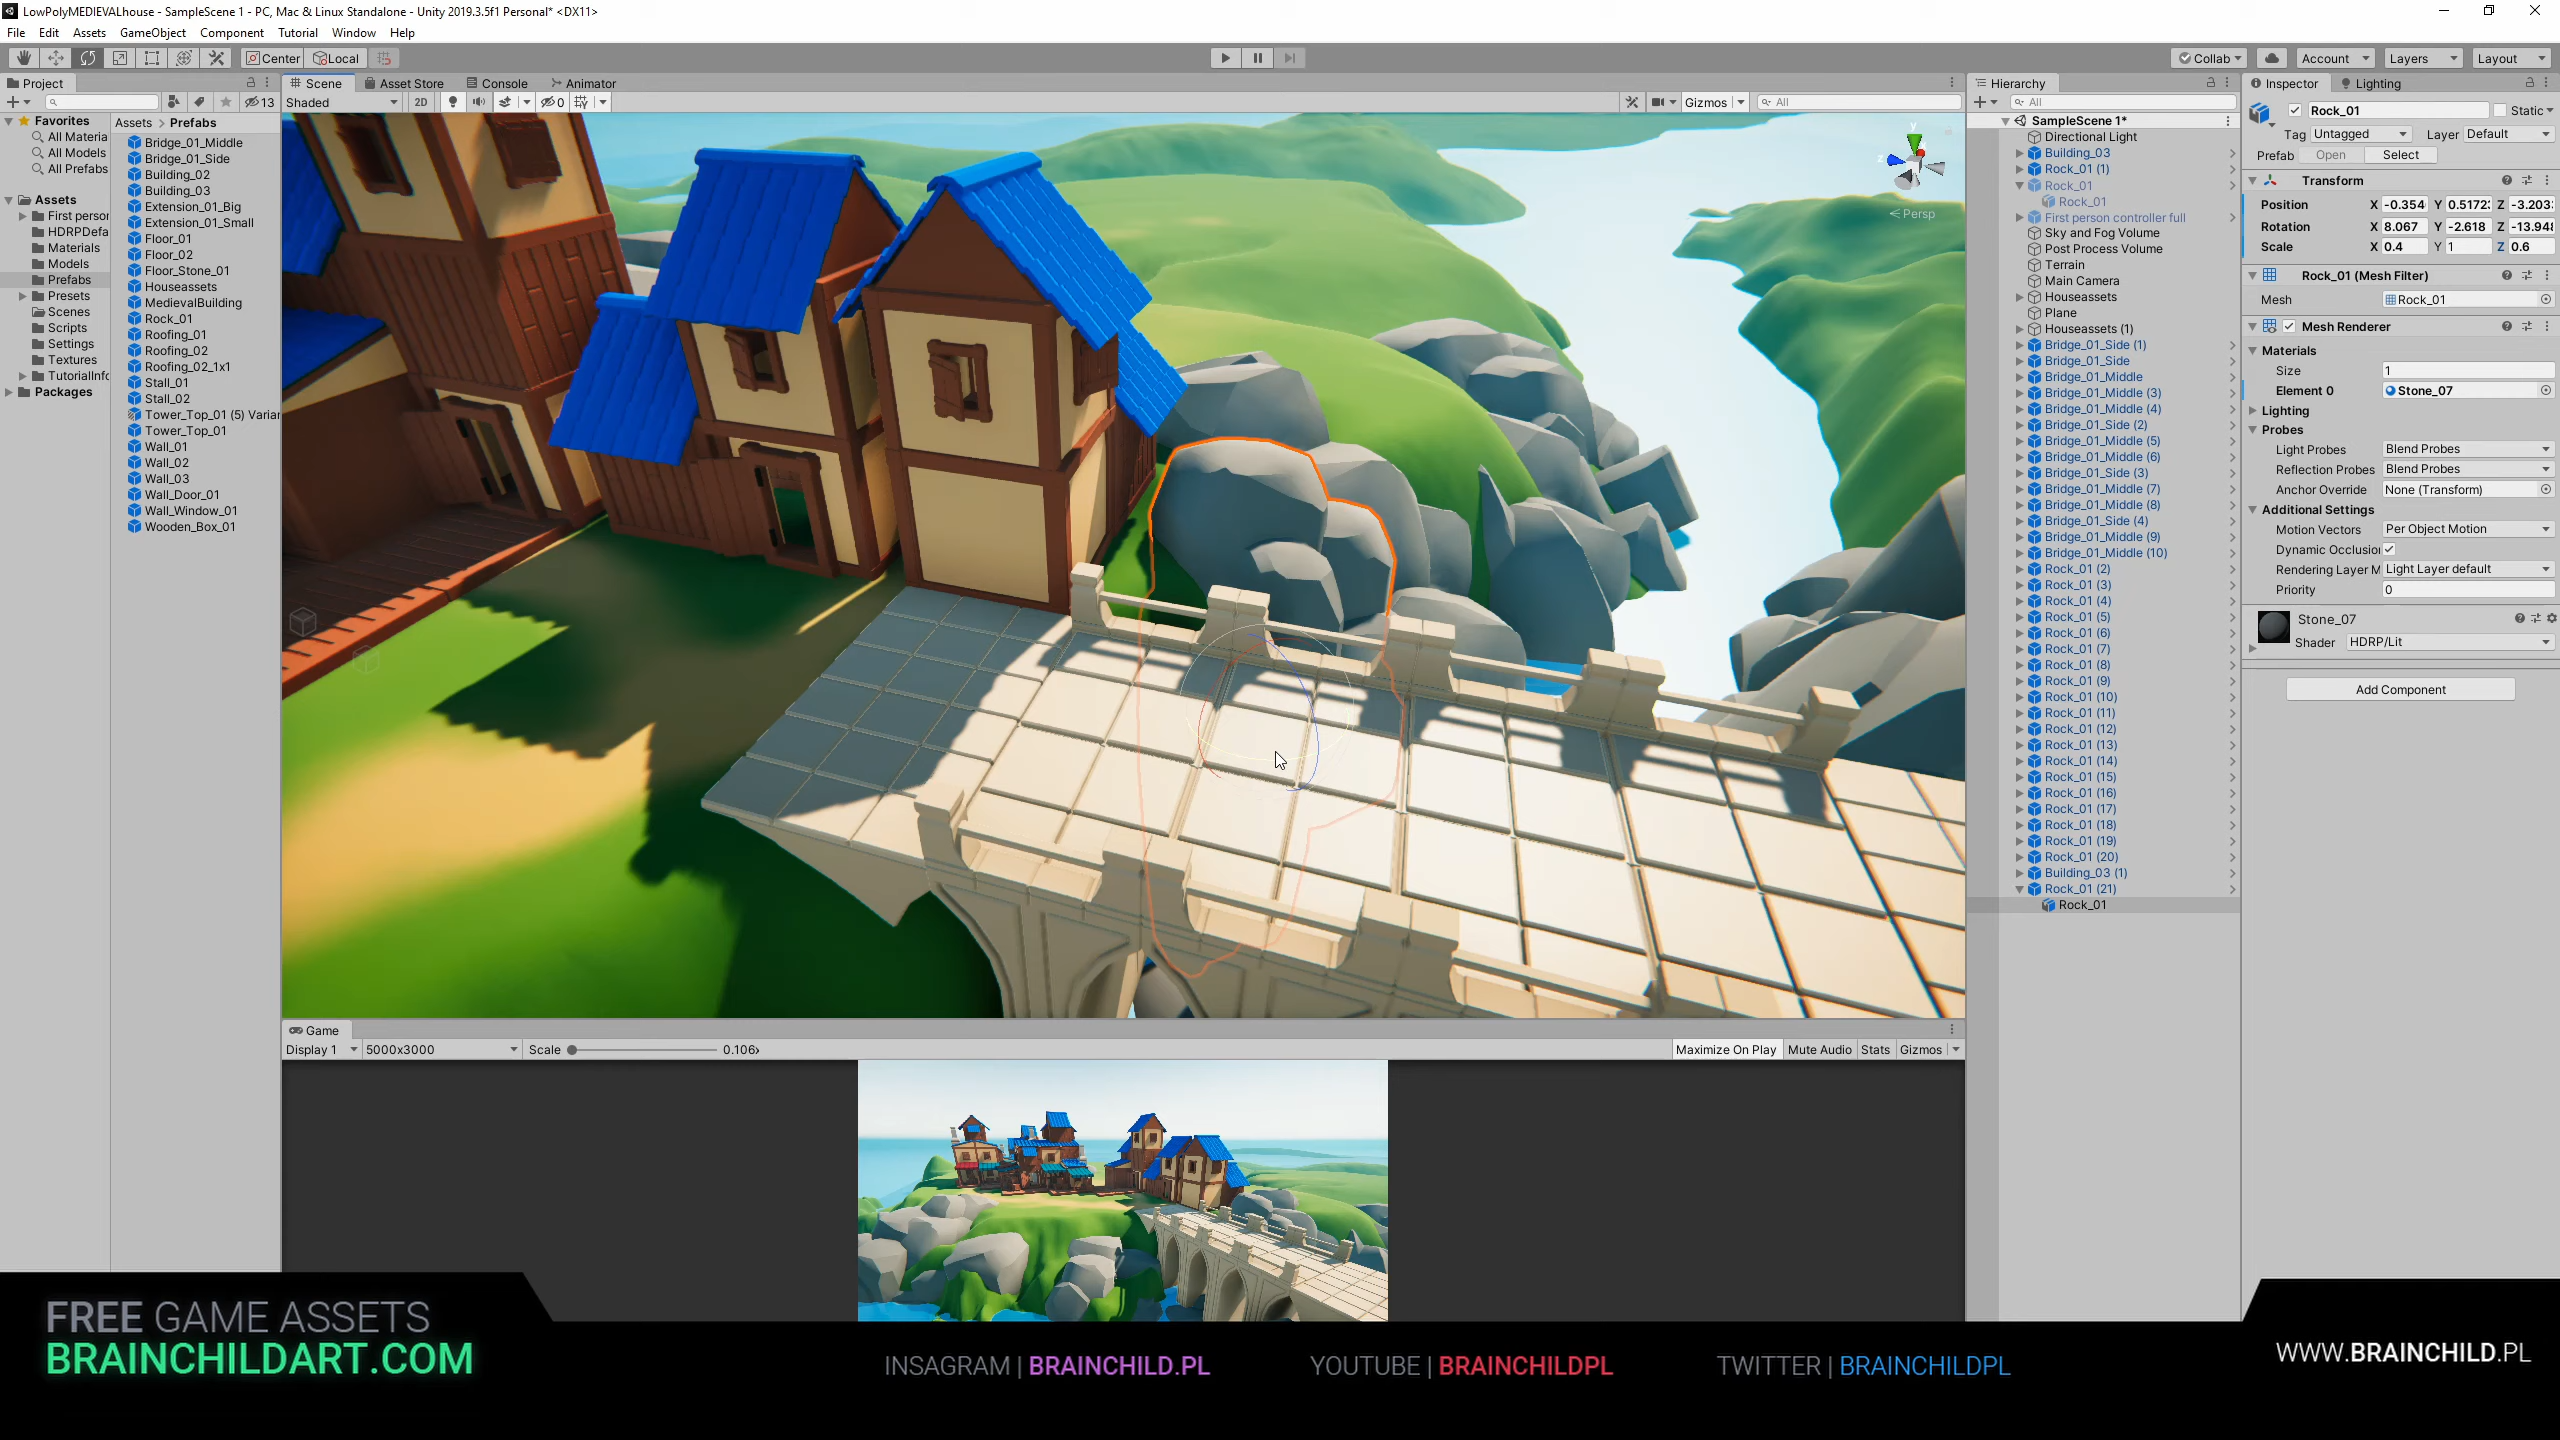 LowPolyMEDIEVALhouse - SampleScene 1 - PC, Mac & Linux Standalone - Unity 2019.3.5f1 Personal* <DX11>
File Edit Assets GameObject Component Tutorial Window Help
Center Local Collab Account Layers Layout
Project
13
Favorites
All Materia
All Models
All Prefabs
Assets
First person
HDRPDefa
Materials
Models
Prefabs
Presets
Scenes
Scripts
Settings
Textures
TutorialInfo
Packages
Assets > Prefabs
Bridge_01_Middle
Bridge_01_Side
Building_02
Building_03
Extension_01_Big
Extension_01_Small
Floor_01
Floor_02
Floor_Stone_01
Houseassets
MedievalBuilding
Rock_01
Roofing_01
Roofing_02
Roofing_02_1x1
Stall_01
Stall_02
Tower_Top_01 (5) Varian
Tower_Top_01
Wall_01
Wall_02
Wall_03
Wall_Door_01
Wall_Window_01
Wooden_Box_01
Scene Asset Store Console Animator
Shaded 2D 0 Gizmos All
y
z
Persp
Game
Display 1 5000x3000 Scale 0.106x Maximize On Play Mute Audio Stats Gizmos
Hierarchy
All
SampleScene 1*
Directional Light
Building_03
Rock_01 (1)
Rock_01
Rock_01
First person controller full
Sky and Fog Volume
Post Process Volume
Terrain
Main Camera
Houseassets
Plane
Houseassets (1)
Bridge_01_Side (1)
Bridge_01_Side
Bridge_01_Middle
Bridge_01_Middle (3)
Bridge_01_Middle (4)
Bridge_01_Side (2)
Bridge_01_Middle (5)
Bridge_01_Middle (6)
Bridge_01_Side (3)
Bridge_01_Middle (7)
Bridge_01_Middle (8)
Bridge_01_Side (4)
Bridge_01_Middle (9)
Bridge_01_Middle (10)
Rock_01 (2)
Rock_01 (3)
Rock_01 (4)
Rock_01 (5)
Rock_01 (6)
Rock_01 (7)
Rock_01 (8)
Rock_01 (9)
Rock_01 (10)
Rock_01 (11)
Rock_01 (12)
Rock_01 (13)
Rock_01 (14)
Rock_01 (15)
Rock_01 (16)
Rock_01 (17)
Rock_01 (18)
Rock_01 (19)
Rock_01 (20)
Building_03 (1)
Rock_01 (21)
Rock_01
Inspector Lighting
Rock_01 Static
Tag Untagged Layer Default
Prefab Open Select
Transform
Position X -0.354 Y 0.5172 Z -3.203
Rotation X 8.067 Y -2.618 Z -13.948
Scale X 0.4 Y 1 Z 0.6
Rock_01 (Mesh Filter)
Mesh Rock_01
Mesh Renderer
Materials
Size 1
Element 0 Stone_07
Lighting
Probes
Light Probes Blend Probes
Reflection Probes Blend Probes
Anchor Override None (Transform)
Additional Settings
Motion Vectors Per Object Motion
Dynamic Occlusion
Rendering Layer M Light Layer default
Priority 0
Stone_07
Shader HDRP/Lit
Add Component
FREE GAME ASSETS
BRAINCHILDART.COM
INSAGRAM | BRAINCHILD.PL YOUTUBE | BRAINCHILDPL TWITTER | BRAINCHILDPL
WWW.BRAINCHILD.PL